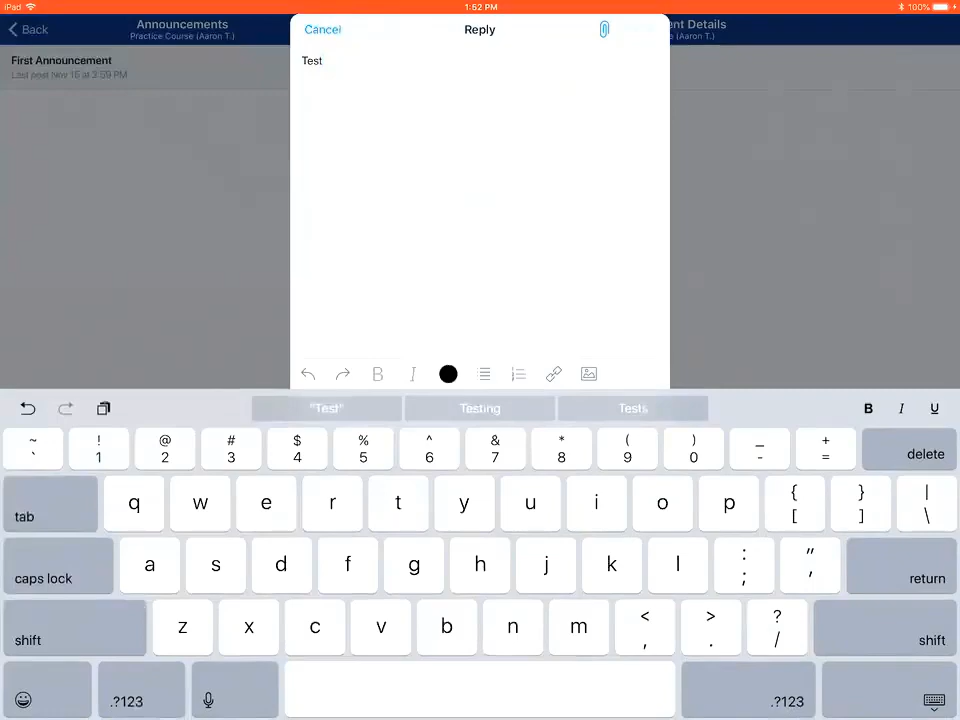 iPad 1:52 PM 100%
Back Announcements Cancel Reply nt Details
Practice Course (Aaron T.) e (Aaron T.)
First Announcement
Last post Nov 15 at 3:59 PM
Test
B I
"Test" Testing Tests B I U
~ ! @ # $ % ^ & * ( ) _ +
` 1 2 3 4 5 6 7 8 9 0 - = delete
tab q w e r t y u i o p { [ } ] | \
caps lock a s d f g h j k l : ; " ' return
shift z x c v b n m < , > . ? / shift
.?123 .?123